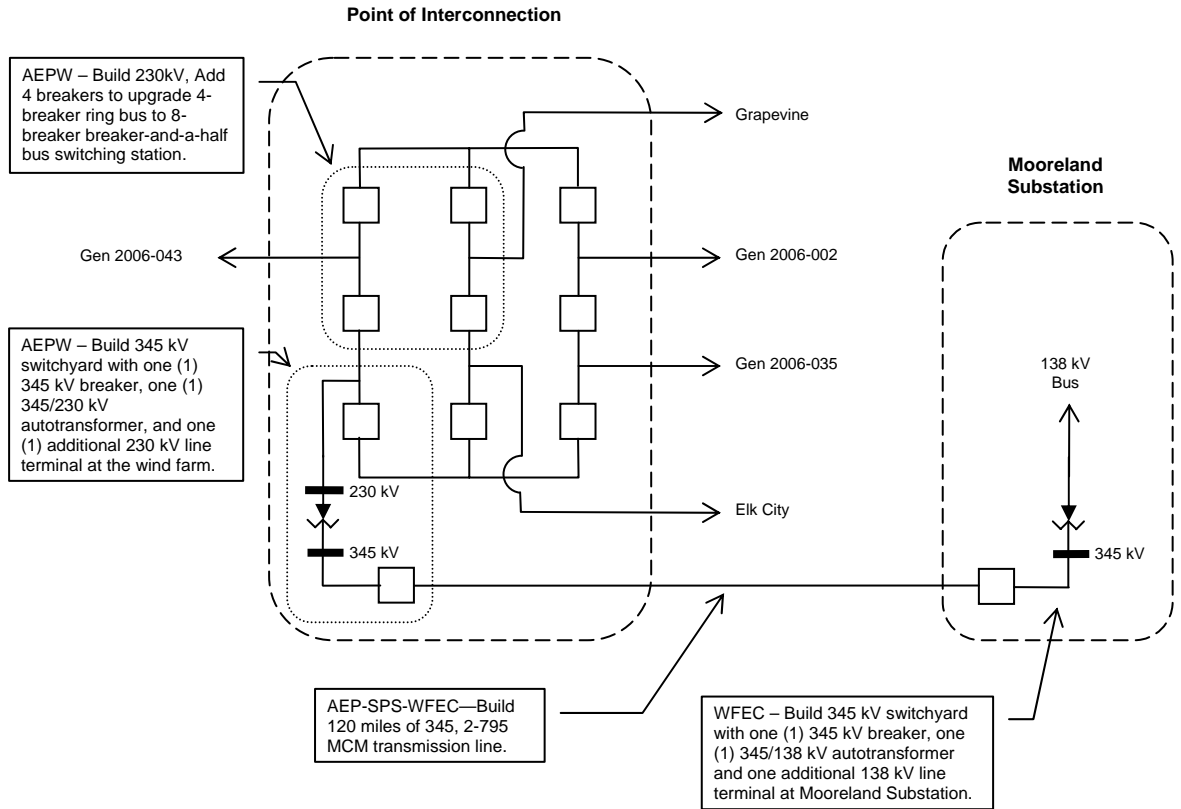 Point of Interconnection
AEPW – Build 230kV, Add
4 breakers to upgrade 4-
breaker ring bus to 8-
breaker breaker-and-a-half
bus switching station.
Grapevine
Mooreland
Substation
Gen 2006-043
Gen 2006-002
AEPW – Build 345 kV
switchyard with one (1)
345 kV breaker, one (1)
345/230 kV
autotransformer, and one
(1) additional 230 kV line
terminal at the wind farm.
Gen 2006-035
138 kV
Bus
230 kV
Elk City
345 kV
345 kV
AEP-SPS-WFEC—Build
120 miles of 345, 2-795
MCM transmission line.
WFEC – Build 345 kV switchyard
with one (1) 345 kV breaker, one
(1) 345/138 kV autotransformer
and one additional 138 kV line
terminal at Mooreland Substation.